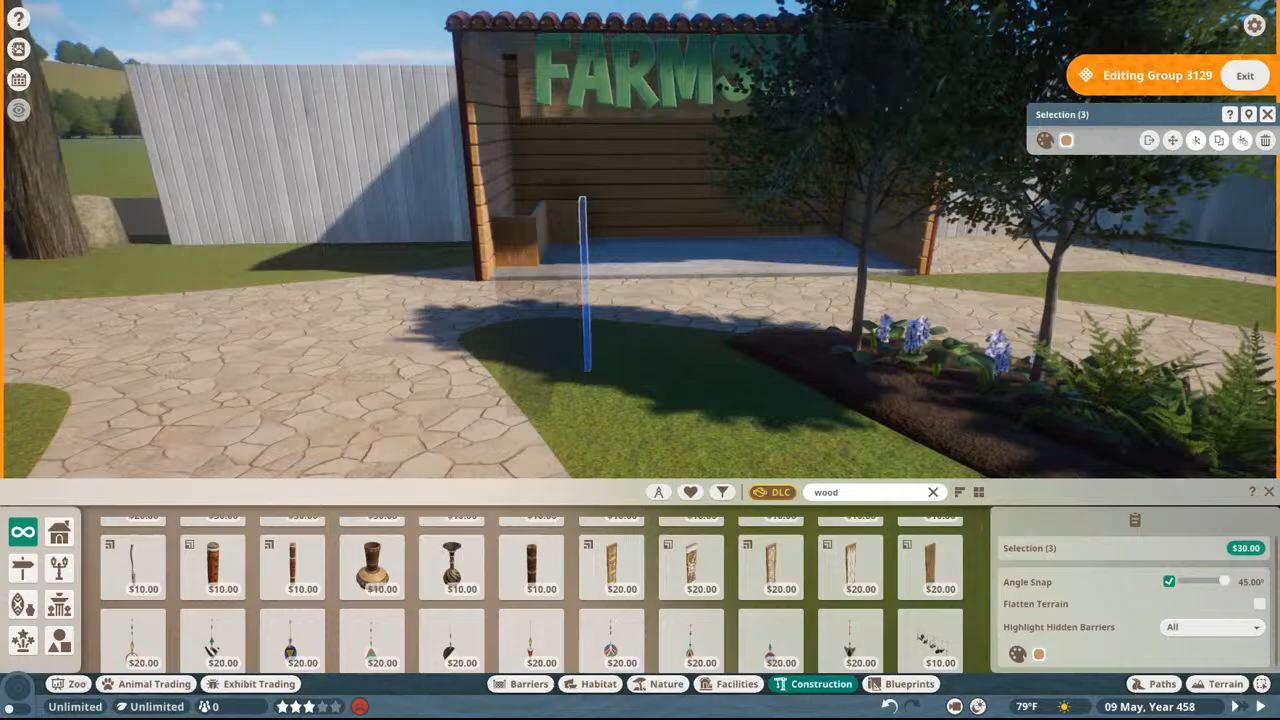 FARMS
Editing Group 3129
Exit
Selection (3)
?
DLC
wood
?
$10.00 $10.00 $10.00 $10.00 $10.00 $10.00 $20.00 $20.00 $20.00 $20.00 $20.00
$20.00 $20.00 $20.00 $20.00 $20.00 $20.00 $20.00 $20.00 $20.00 $20.00 $10.00
Selection (3) $30.00
Angle Snap 45.00°
Flatten Terrain
Highlight Hidden Barriers All
Zoo Animal Trading Exhibit Trading Barriers Habitat Nature Facilities Construction Blueprints Paths Terrain
Unlimited Unlimited 0 79°F 09 May, Year 458